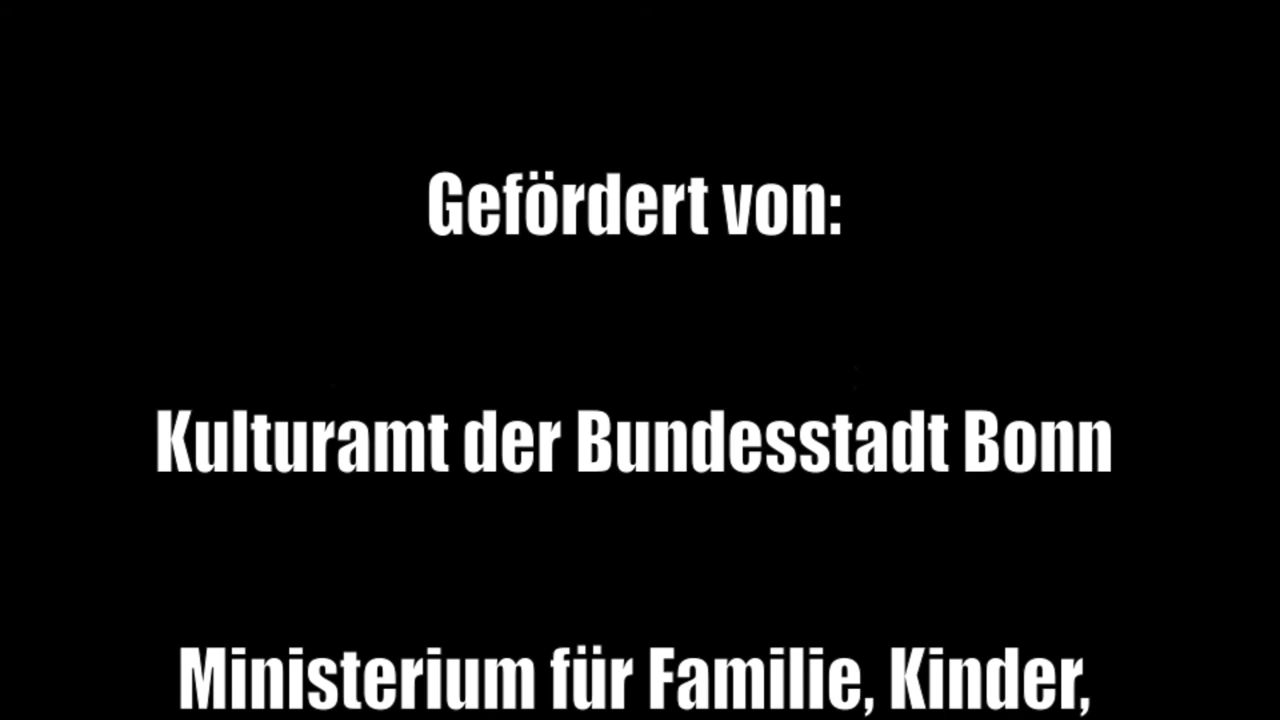 Gefördert von:
Kulturamt der Bundesstadt Bonn
Ministerium für Familie, Kinder,